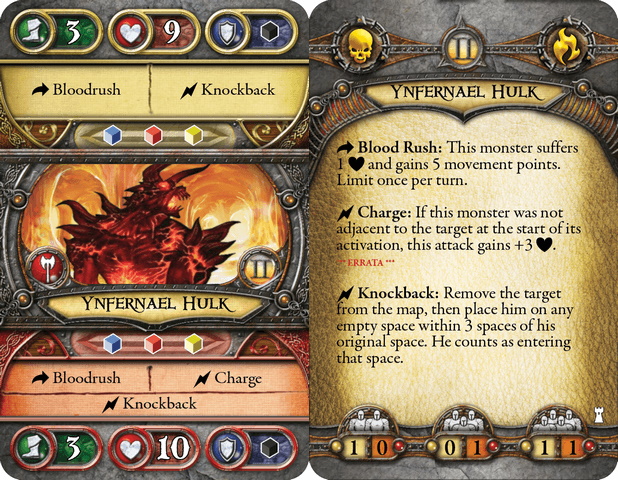 3 9
Bloodrush Knockback
II
YNFERNAEL HULK
Bloodrush Charge
Knockback
3 10
II
YNFERNAEL HULK
Blood Rush: This monster suffers
1 and gains 5 movement points.
Limit once per turn.
Charge: If this monster was not
adjacent to the target at the start of its
activation, this attack gains +3 .
*** ERRATA ***
Knockback: Remove the target
from the map, then place him on any
empty space within 3 spaces of his
original space. He counts as entering
that space.
1 0 0 1 1 1